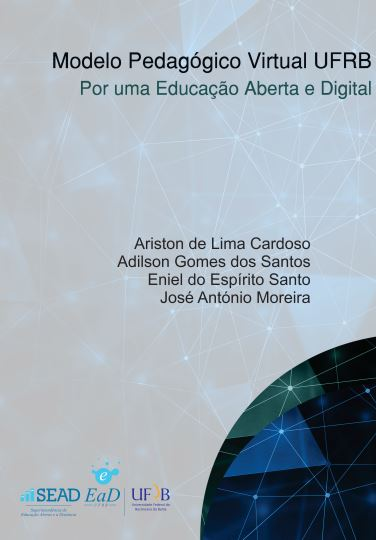 Modelo Pedagógico Virtual UFRB
Por uma Educação Aberta e Digital
Ariston de Lima Cardoso
Adilson Gomes dos Santos
Eniel do Espírito Santo
José António Moreira
SEAD
Superintendência de
Educação Aberta e a Distância
e
EaD
UFRB
Universidade Federal do
Recôncavo da Bahia